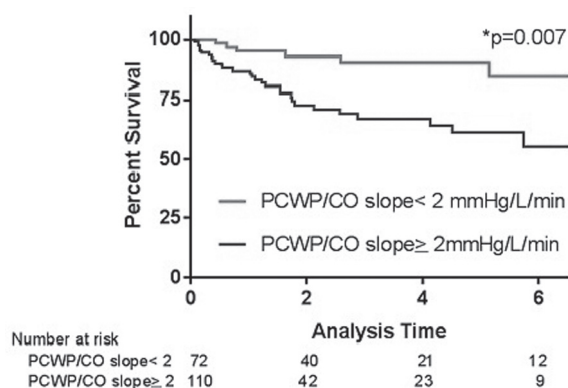 100
*p=0.007
75
50
25
0
Percent Survival
PCWP/CO slope< 2 mmHg/L/min
PCWP/CO slope≥ 2mmHg/L/min
0 2 4 6
Analysis Time
Number at risk
PCWP/CO slope< 2 72 40 21 12
PCWP/CO slope≥ 2 110 42 23 9